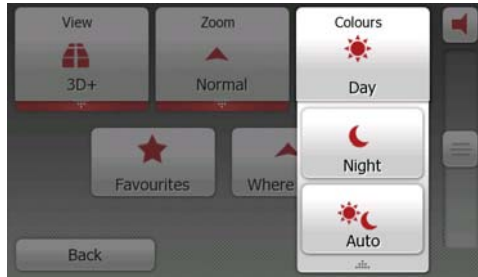 View
Zoom
Colours
3D+
Normal
Day
Night
Favourites
Where
Auto
Back